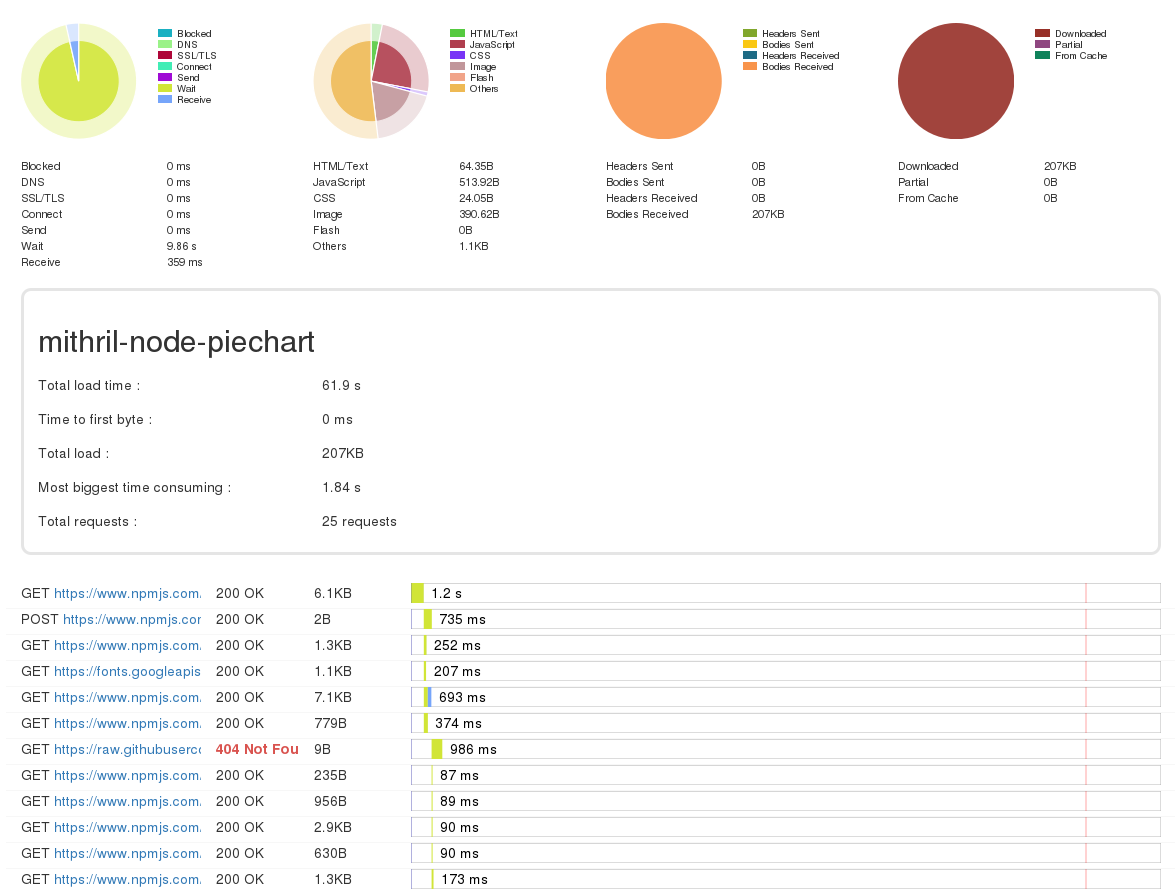 Blocked
DNS
SSL/TLS
Connect
Send
Wait
Receive
HTML/Text
JavaScript
CSS
Image
Flash
Others
Headers Sent
Bodies Sent
Headers Received
Bodies Received
Downloaded
Partial
From Cache
Blocked 0 ms
DNS 0 ms
SSL/TLS 0 ms
Connect 0 ms
Send 0 ms
Wait 9.86 s
Receive 359 ms
HTML/Text 64.35B
JavaScript 513.92B
CSS 24.05B
Image 390.62B
Flash 0B
Others 1.1KB
Headers Sent 0B
Bodies Sent 0B
Headers Received 0B
Bodies Received 207KB
Downloaded 207KB
Partial 0B
From Cache 0B
mithril-node-piechart
Total load time : 61.9 s
Time to first byte : 0 ms
Total load : 207KB
Most biggest time consuming : 1.84 s
Total requests : 25 requests
GET https://www.npmjs.com. 200 OK 6.1KB 1.2 s
POST https://www.npmjs.cor 200 OK 2B 735 ms
GET https://www.npmjs.com. 200 OK 1.3KB 252 ms
GET https://fonts.googleapis 200 OK 1.1KB 207 ms
GET https://www.npmjs.com. 200 OK 7.1KB 693 ms
GET https://www.npmjs.com. 200 OK 779B 374 ms
GET https://raw.githubuserc 404 Not Fou 9B 986 ms
GET https://www.npmjs.com. 200 OK 235B 87 ms
GET https://www.npmjs.com. 200 OK 956B 89 ms
GET https://www.npmjs.com. 200 OK 2.9KB 90 ms
GET https://www.npmjs.com. 200 OK 630B 90 ms
GET https://www.npmjs.com. 200 OK 1.3KB 173 ms